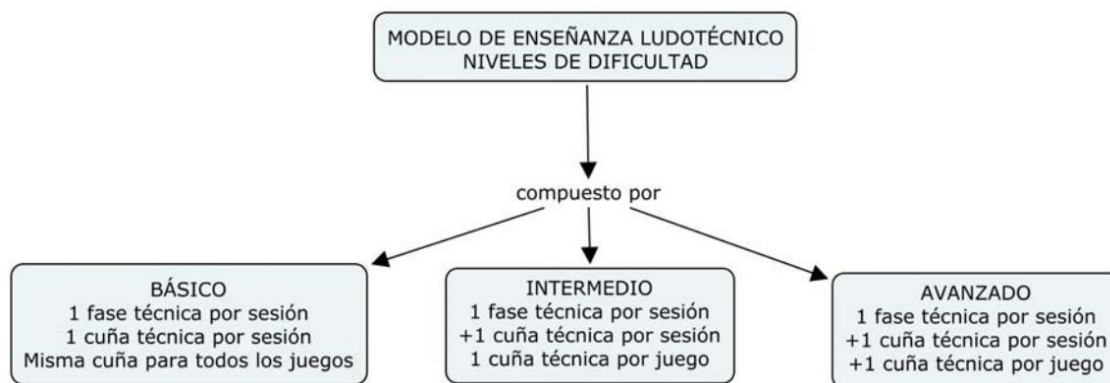 MODELO DE ENSEÑANZA LUDOTÉCNICO
NIVELES DE DIFICULTAD
compuesto por
BÁSICO
1 fase técnica por sesión
1 cuña técnica por sesión
Misma cuña para todos los juegos
INTERMEDIO
1 fase técnica por sesión
+1 cuña técnica por sesión
1 cuña técnica por juego
AVANZADO
1 fase técnica por sesión
+1 cuña técnica por sesión
+1 cuña técnica por juego